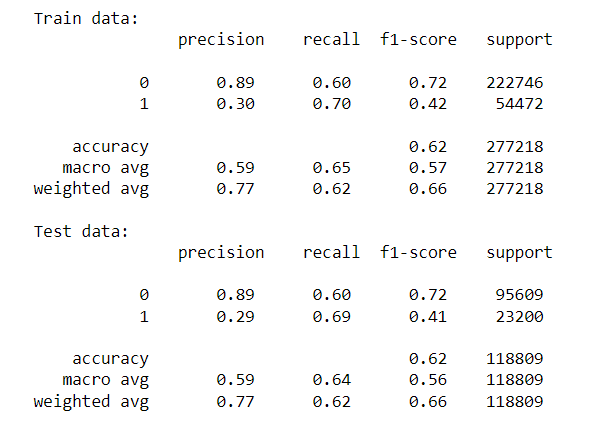 Train data:
precision recall f1-score support
0 0.89 0.60 0.72 222746
1 0.30 0.70 0.42 54472
accuracy 0.62 277218
macro avg 0.59 0.65 0.57 277218
weighted avg 0.77 0.62 0.66 277218
Test data:
precision recall f1-score support
0 0.89 0.60 0.72 95609
1 0.29 0.69 0.41 23200
accuracy 0.62 118809
macro avg 0.59 0.64 0.56 118809
weighted avg 0.77 0.62 0.66 118809